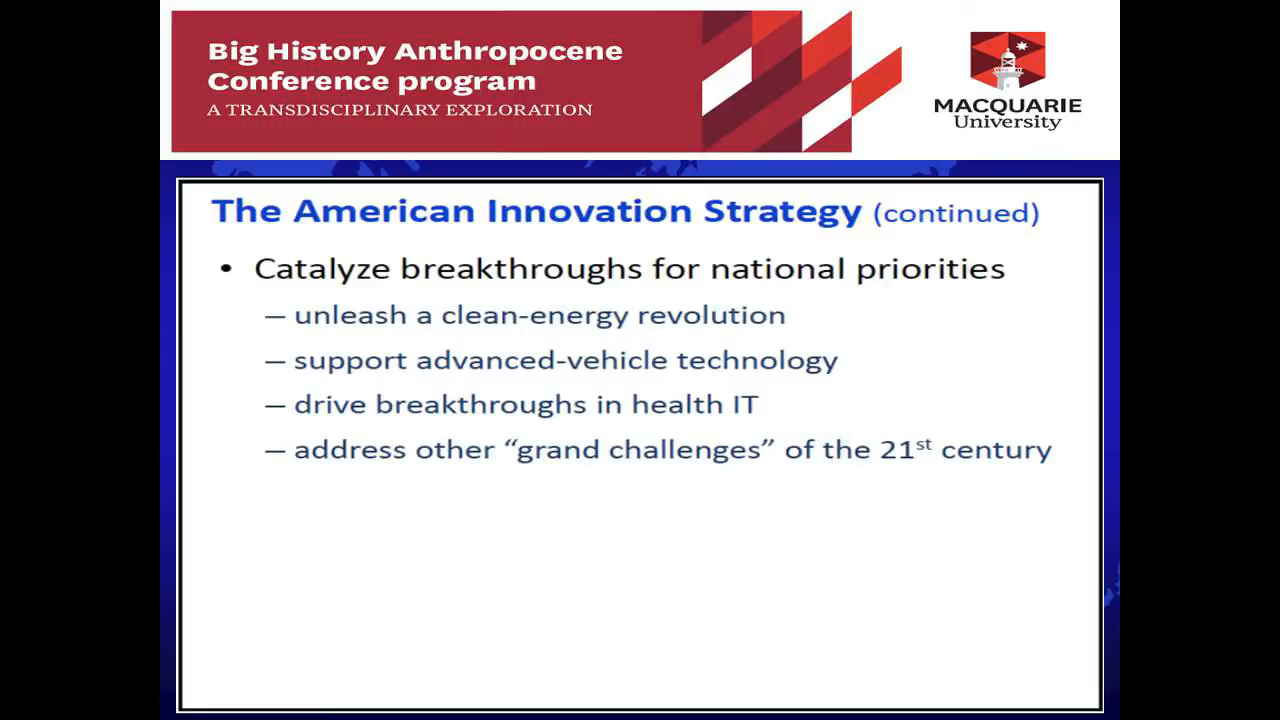 Big History Anthropocene
Conference program
A TRANSDISCIPLINARY EXPLORATION
MACQUARIE
University
The American Innovation Strategy (continued)
• Catalyze breakthroughs for national priorities
– unleash a clean-energy revolution
– support advanced-vehicle technology
– drive breakthroughs in health IT
– address other “grand challenges” of the 21st century